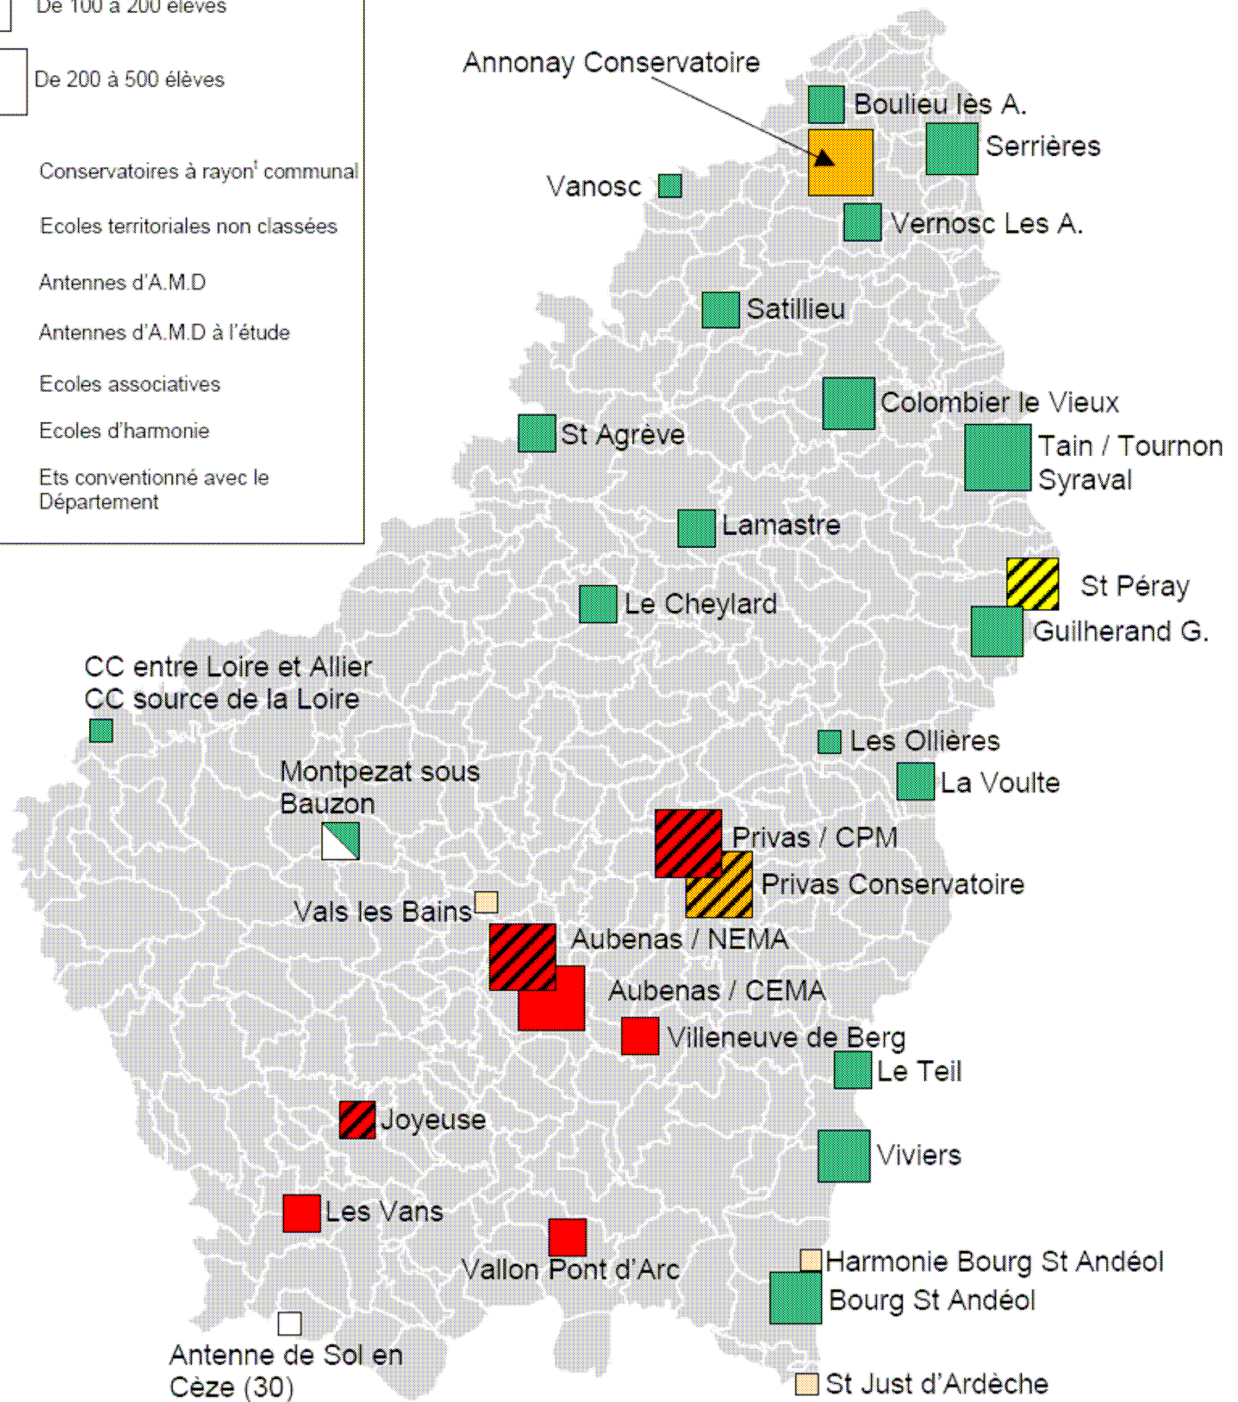 De 100 à 200 élèves
De 200 à 500 élèves
Conservatoires à rayont communal
Ecoles territoriales non classées
Antennes d'A.M.D
Antennes d'A.M.D à l'étude
Ecoles associatives
Ecoles d'harmonie
Ets conventionné avec le
Département
Annonay Conservatoire
Boulieu lès A.
Serrières
Vanosc
Vernosc Les A.
Satillieu
Colombier le Vieux
St Agrève
Tain / Tournon
Syraval
Lamastre
St Péray
Le Cheylard
Guilherand G.
CC entre Loire et Allier
CC source de la Loire
Les Ollières
Montpezat sous
Bauzon
La Voulte
Privas / CPM
Privas Conservatoire
Vals les Bains
Aubenas / NEMA
Aubenas / CEMA
Villeneuve de Berg
Le Teil
Joyeuse
Viviers
Les Vans
Vallon Pont d'Arc
Harmonie Bourg St Andéol
Bourg St Andéol
Antenne de Sol en
Cèze (30)
St Just d'Ardèche